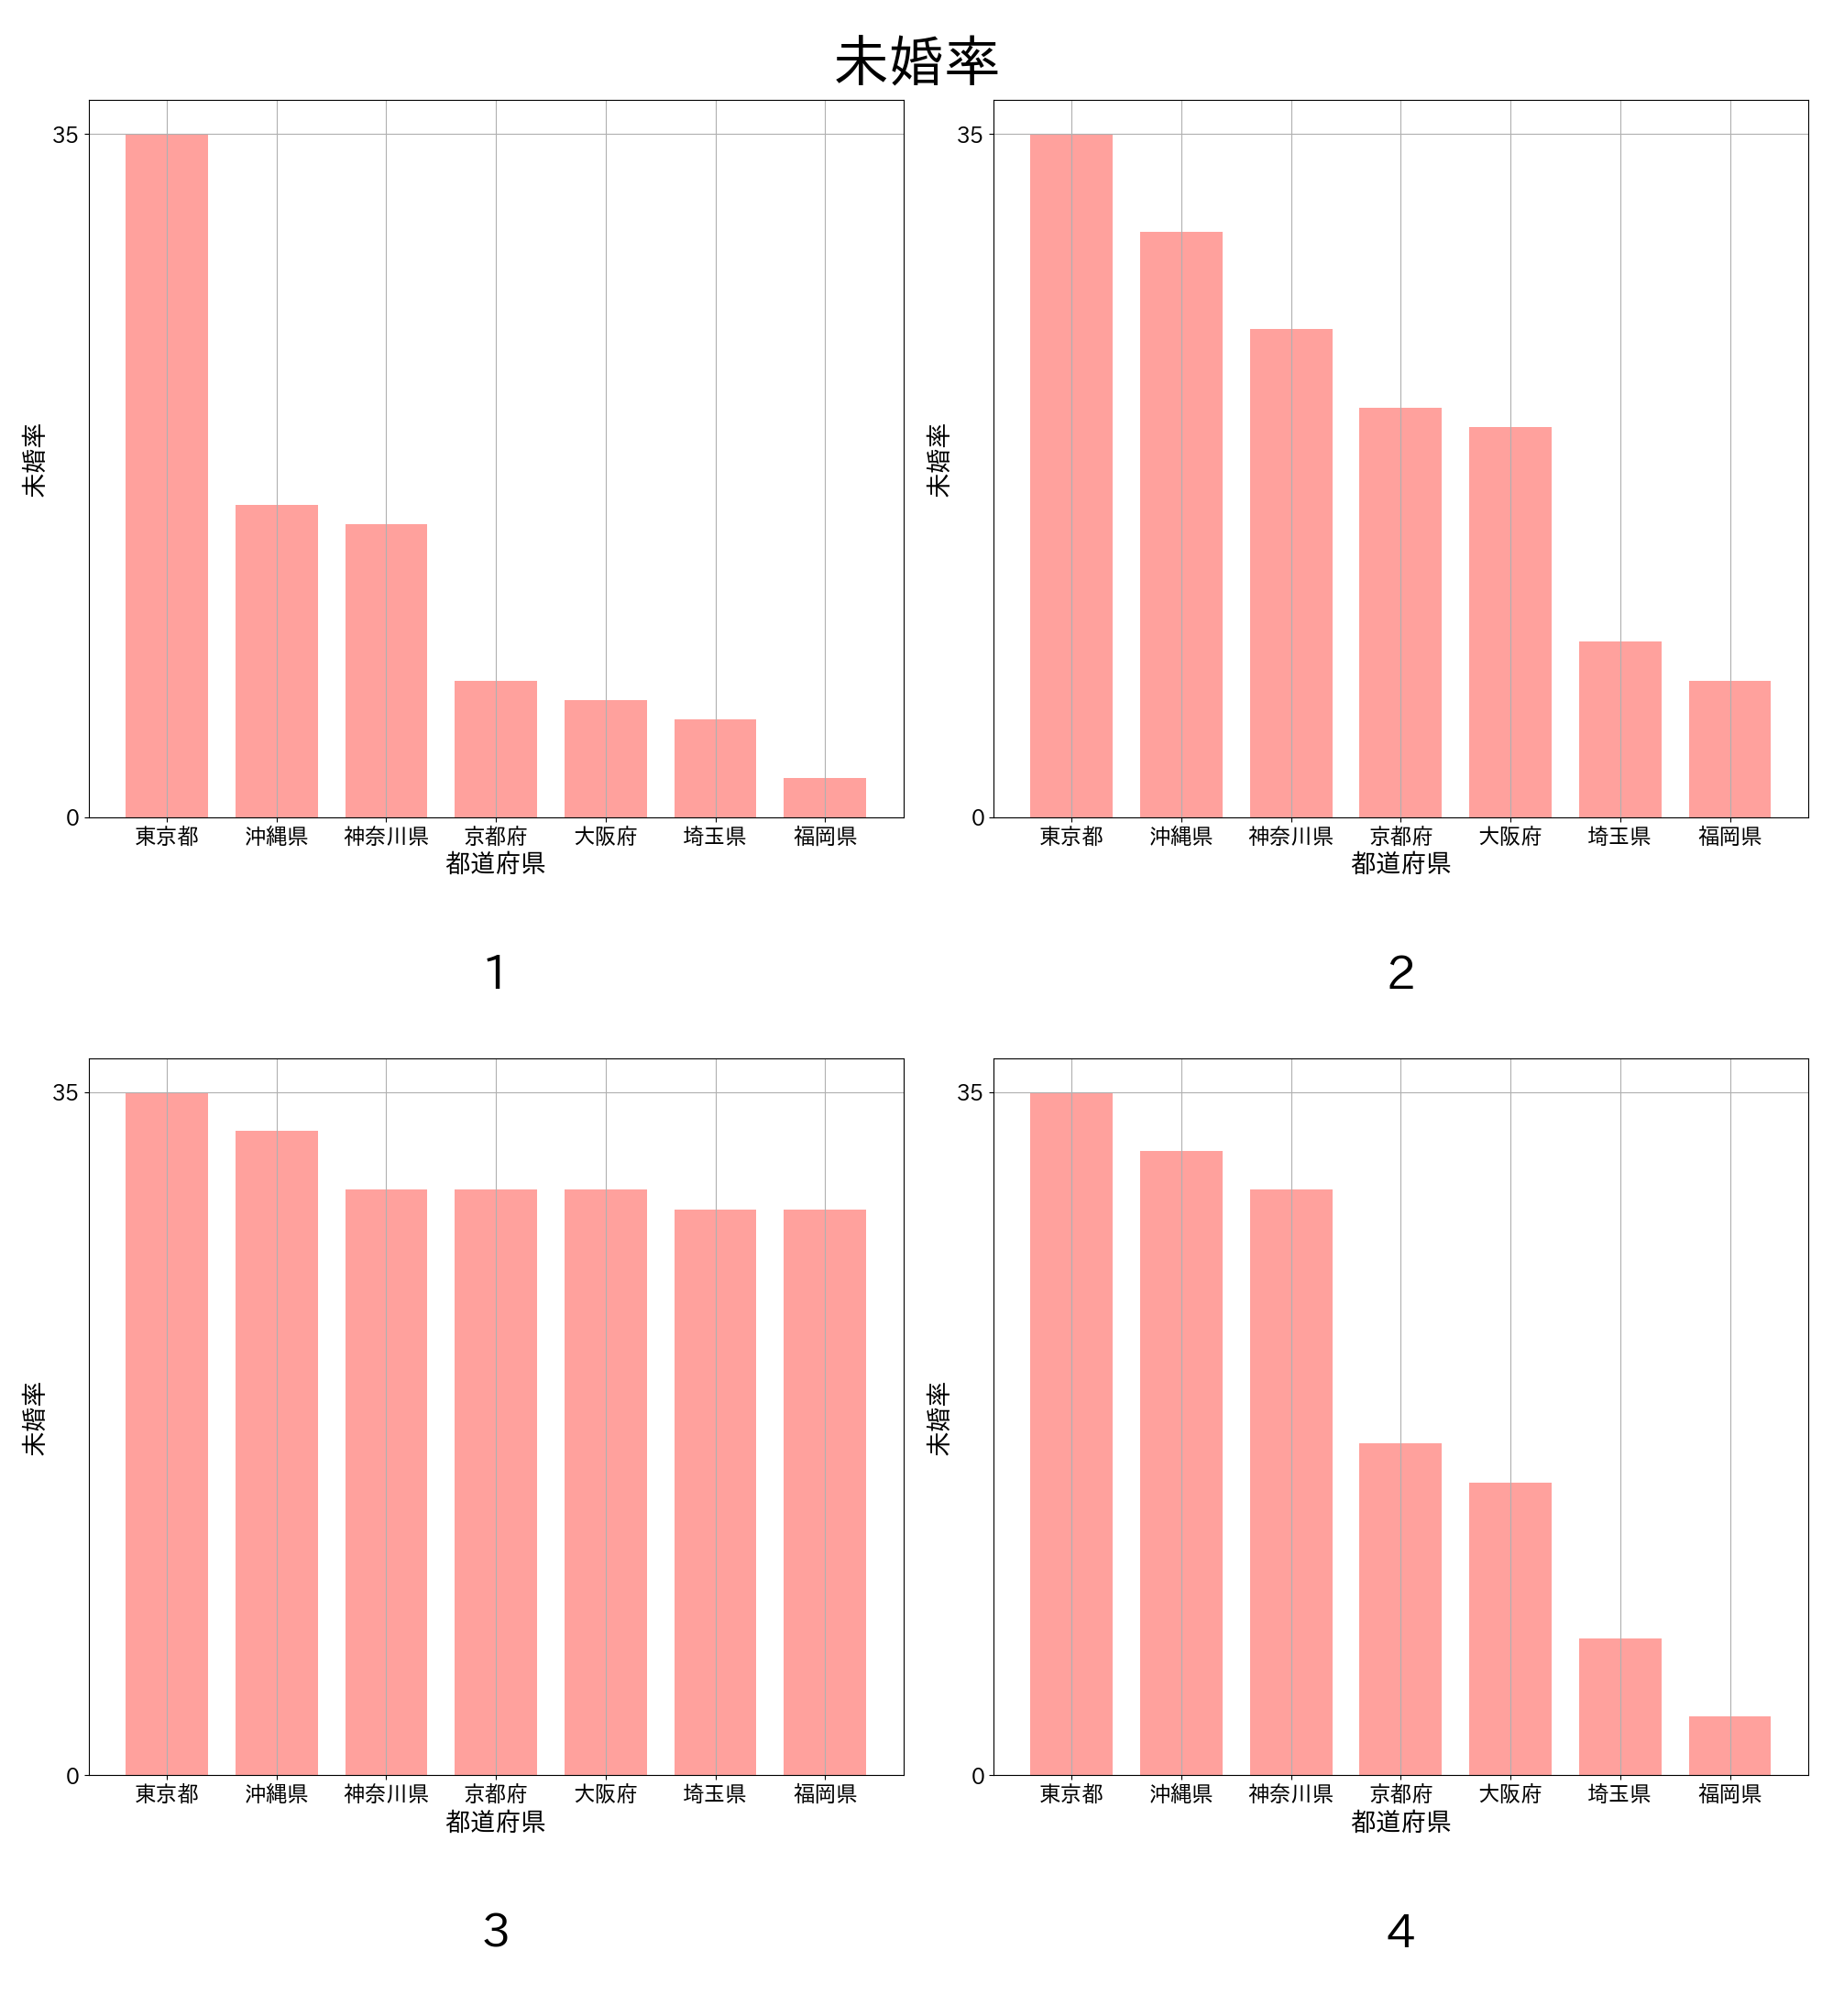 未婚率
35
0
未婚率
東京都 沖縄県 神奈川県 京都府 大阪府 埼玉県 福岡県
都道府県
1
35
0
未婚率
東京都 沖縄県 神奈川県 京都府 大阪府 埼玉県 福岡県
都道府県
2
35
0
未婚率
東京都 沖縄県 神奈川県 京都府 大阪府 埼玉県 福岡県
都道府県
3
35
0
未婚率
東京都 沖縄県 神奈川県 京都府 大阪府 埼玉県 福岡県
都道府県
4